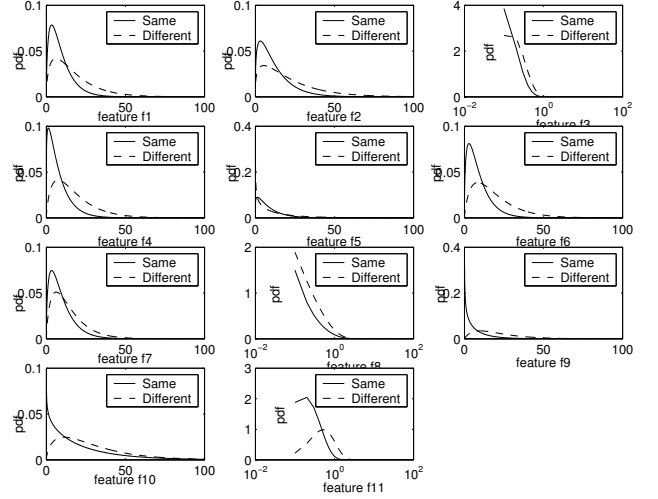 0.1
0.05
0
0
50
100
pdf
feature f1
Same
Different
0.1
0.05
0
0
50
100
pdf
feature f2
Same
Different
4
2
0
10^-2
10^0
10^2
pdf
feature f3
Same
Different
0.1
0.05
0
0
50
100
pdf
feature f4
Same
Different
0.4
0.2
0
0
50
100
pdf
feature f5
Same
Different
0.1
0.05
0
0
50
100
pdf
feature f6
Same
Different
0.1
0.05
0
0
50
100
pdf
feature f7
Same
Different
2
1
0
10^-2
10^0
10^2
pdf
feature f8
Same
Different
0.4
0.2
0
0
50
100
pdf
feature f9
Same
Different
0.1
0.05
0
0
50
100
pdf
feature f10
Same
Different
3
2
1
0
10^-2
10^0
10^2
pdf
feature f11
Same
Different